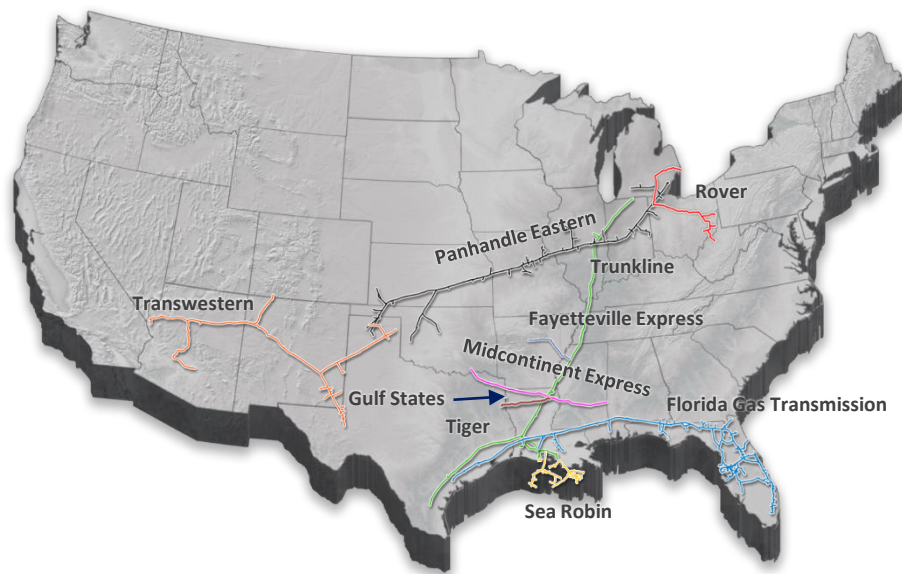 Rover
Panhandle Eastern
Trunkline
Transwestern
Fayetteville Express
Midcontinent Express
Gulf States
Florida Gas Transmission
Tiger
Sea Robin